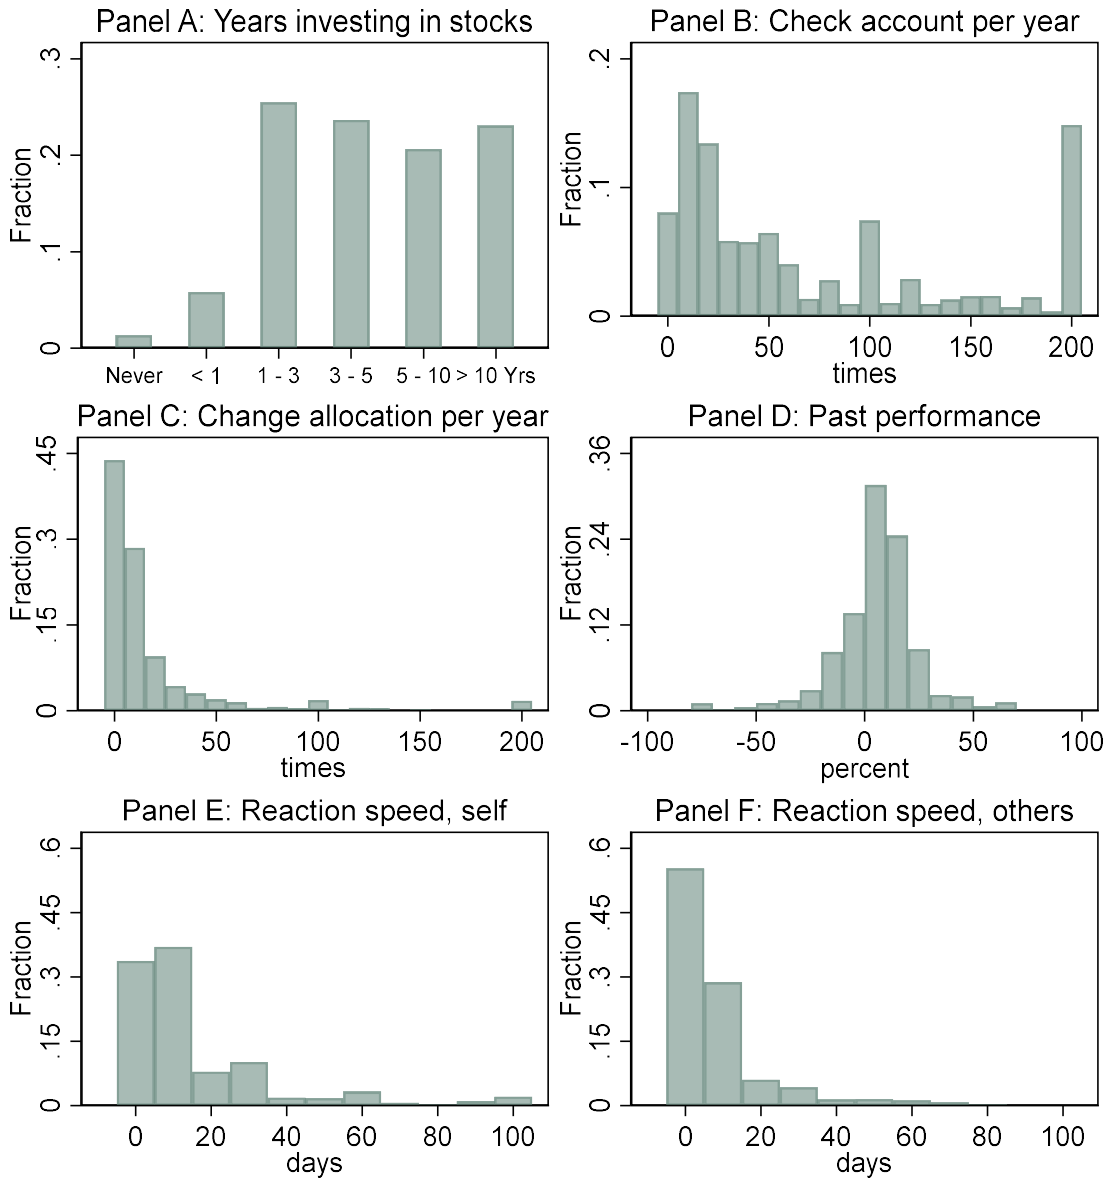 Panel A: Years investing in stocks
Fraction
.3
.2
.1
0
Never < 1 1 - 3 3 - 5 5 - 10 > 10 Yrs
Panel B: Check account per year
Fraction
.2
.1
0
0 50 100 150 200
times
Panel C: Change allocation per year
Fraction
.45
.3
.15
0
0 50 100 150 200
times
Panel D: Past performance
Fraction
.36
.24
.12
0
-100 -50 0 50 100
percent
Panel E: Reaction speed, self
Fraction
.6
.45
.3
.15
0
0 20 40 60 80 100
days
Panel F: Reaction speed, others
Fraction
.6
.45
.3
.15
0
0 20 40 60 80 100
days